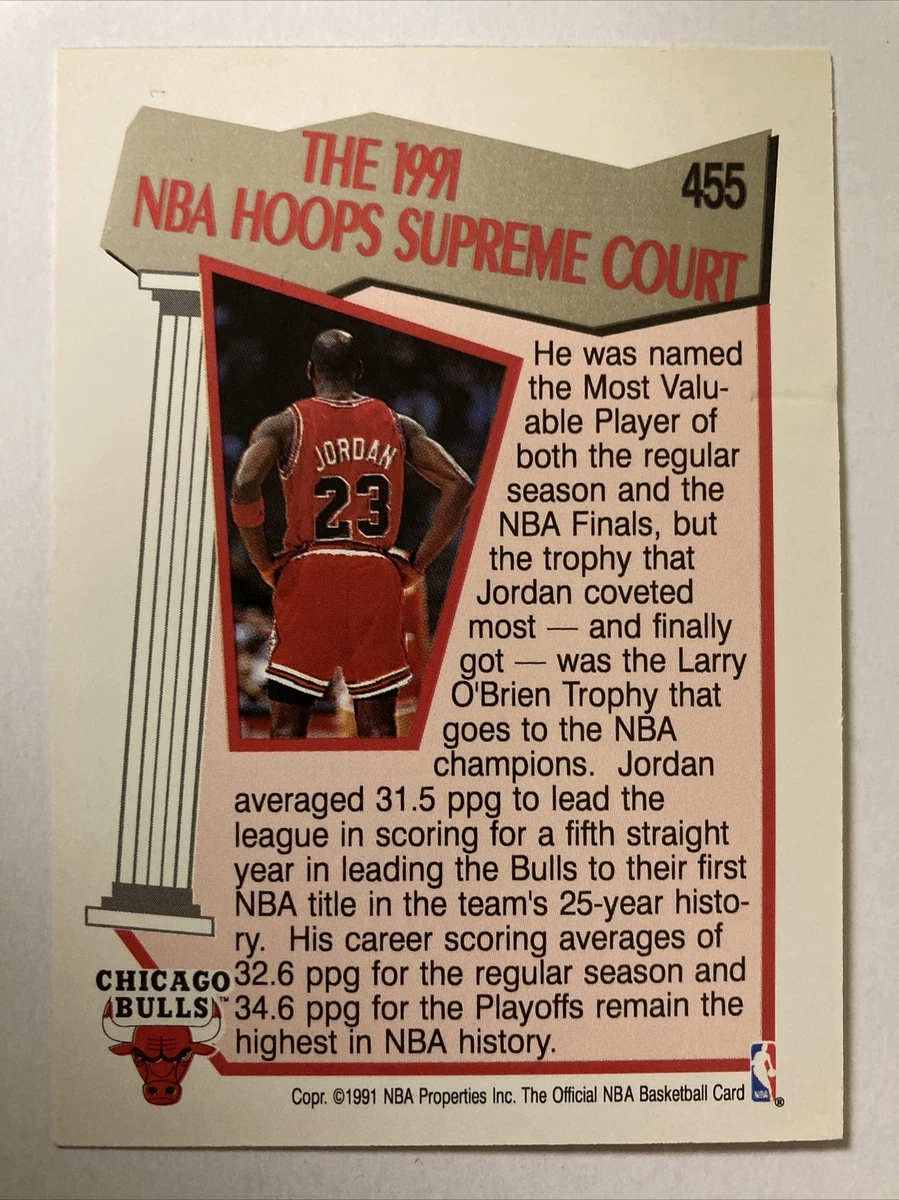 THE 1991
NBA HOOPS SUPREME COURT
455
JORDAN
23
He was named
the Most Valu-
able Player of
both the regular
season and the
NBA Finals, but
the trophy that
Jordan coveted
most — and finally
got — was the Larry
O'Brien Trophy that
goes to the NBA
champions. Jordan
averaged 31.5 ppg to lead the
league in scoring for a fifth straight
year in leading the Bulls to their first
NBA title in the team's 25-year histo-
ry. His career scoring averages of
32.6 ppg for the regular season and
34.6 ppg for the Playoffs remain the
highest in NBA history.
CHICAGO
BULLS™
Copr. ©1991 NBA Properties Inc. The Official NBA Basketball Card
NBA ®